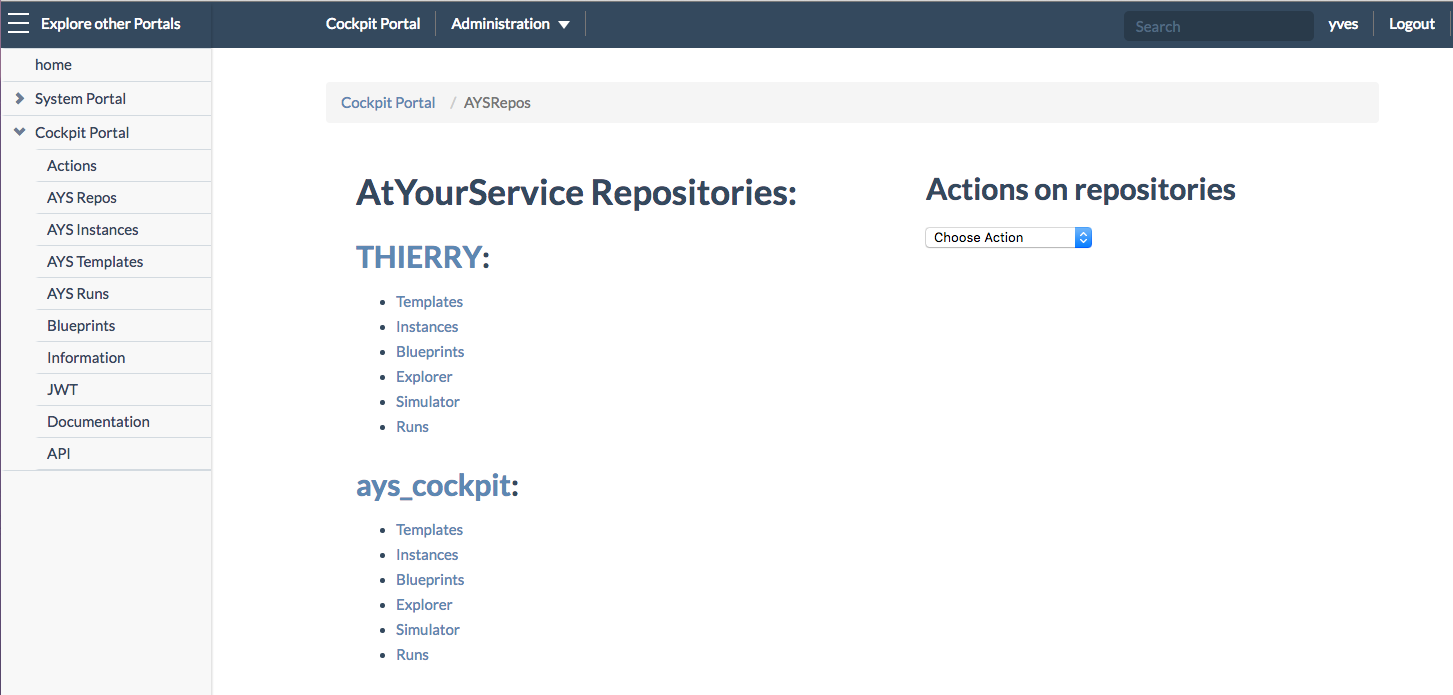 Explore other Portals
Cockpit Portal
Administration
Search
yves
Logout
home
System Portal
Cockpit Portal
Actions
AYS Repos
AYS Instances
AYS Templates
AYS Runs
Blueprints
Information
JWT
Documentation
API
Cockpit Portal / AYSRepos
AtYourService Repositories:
THIERRY:
Templates
Instances
Blueprints
Explorer
Simulator
Runs
ays_cockpit:
Templates
Instances
Blueprints
Explorer
Simulator
Runs
Actions on repositories
Choose Action